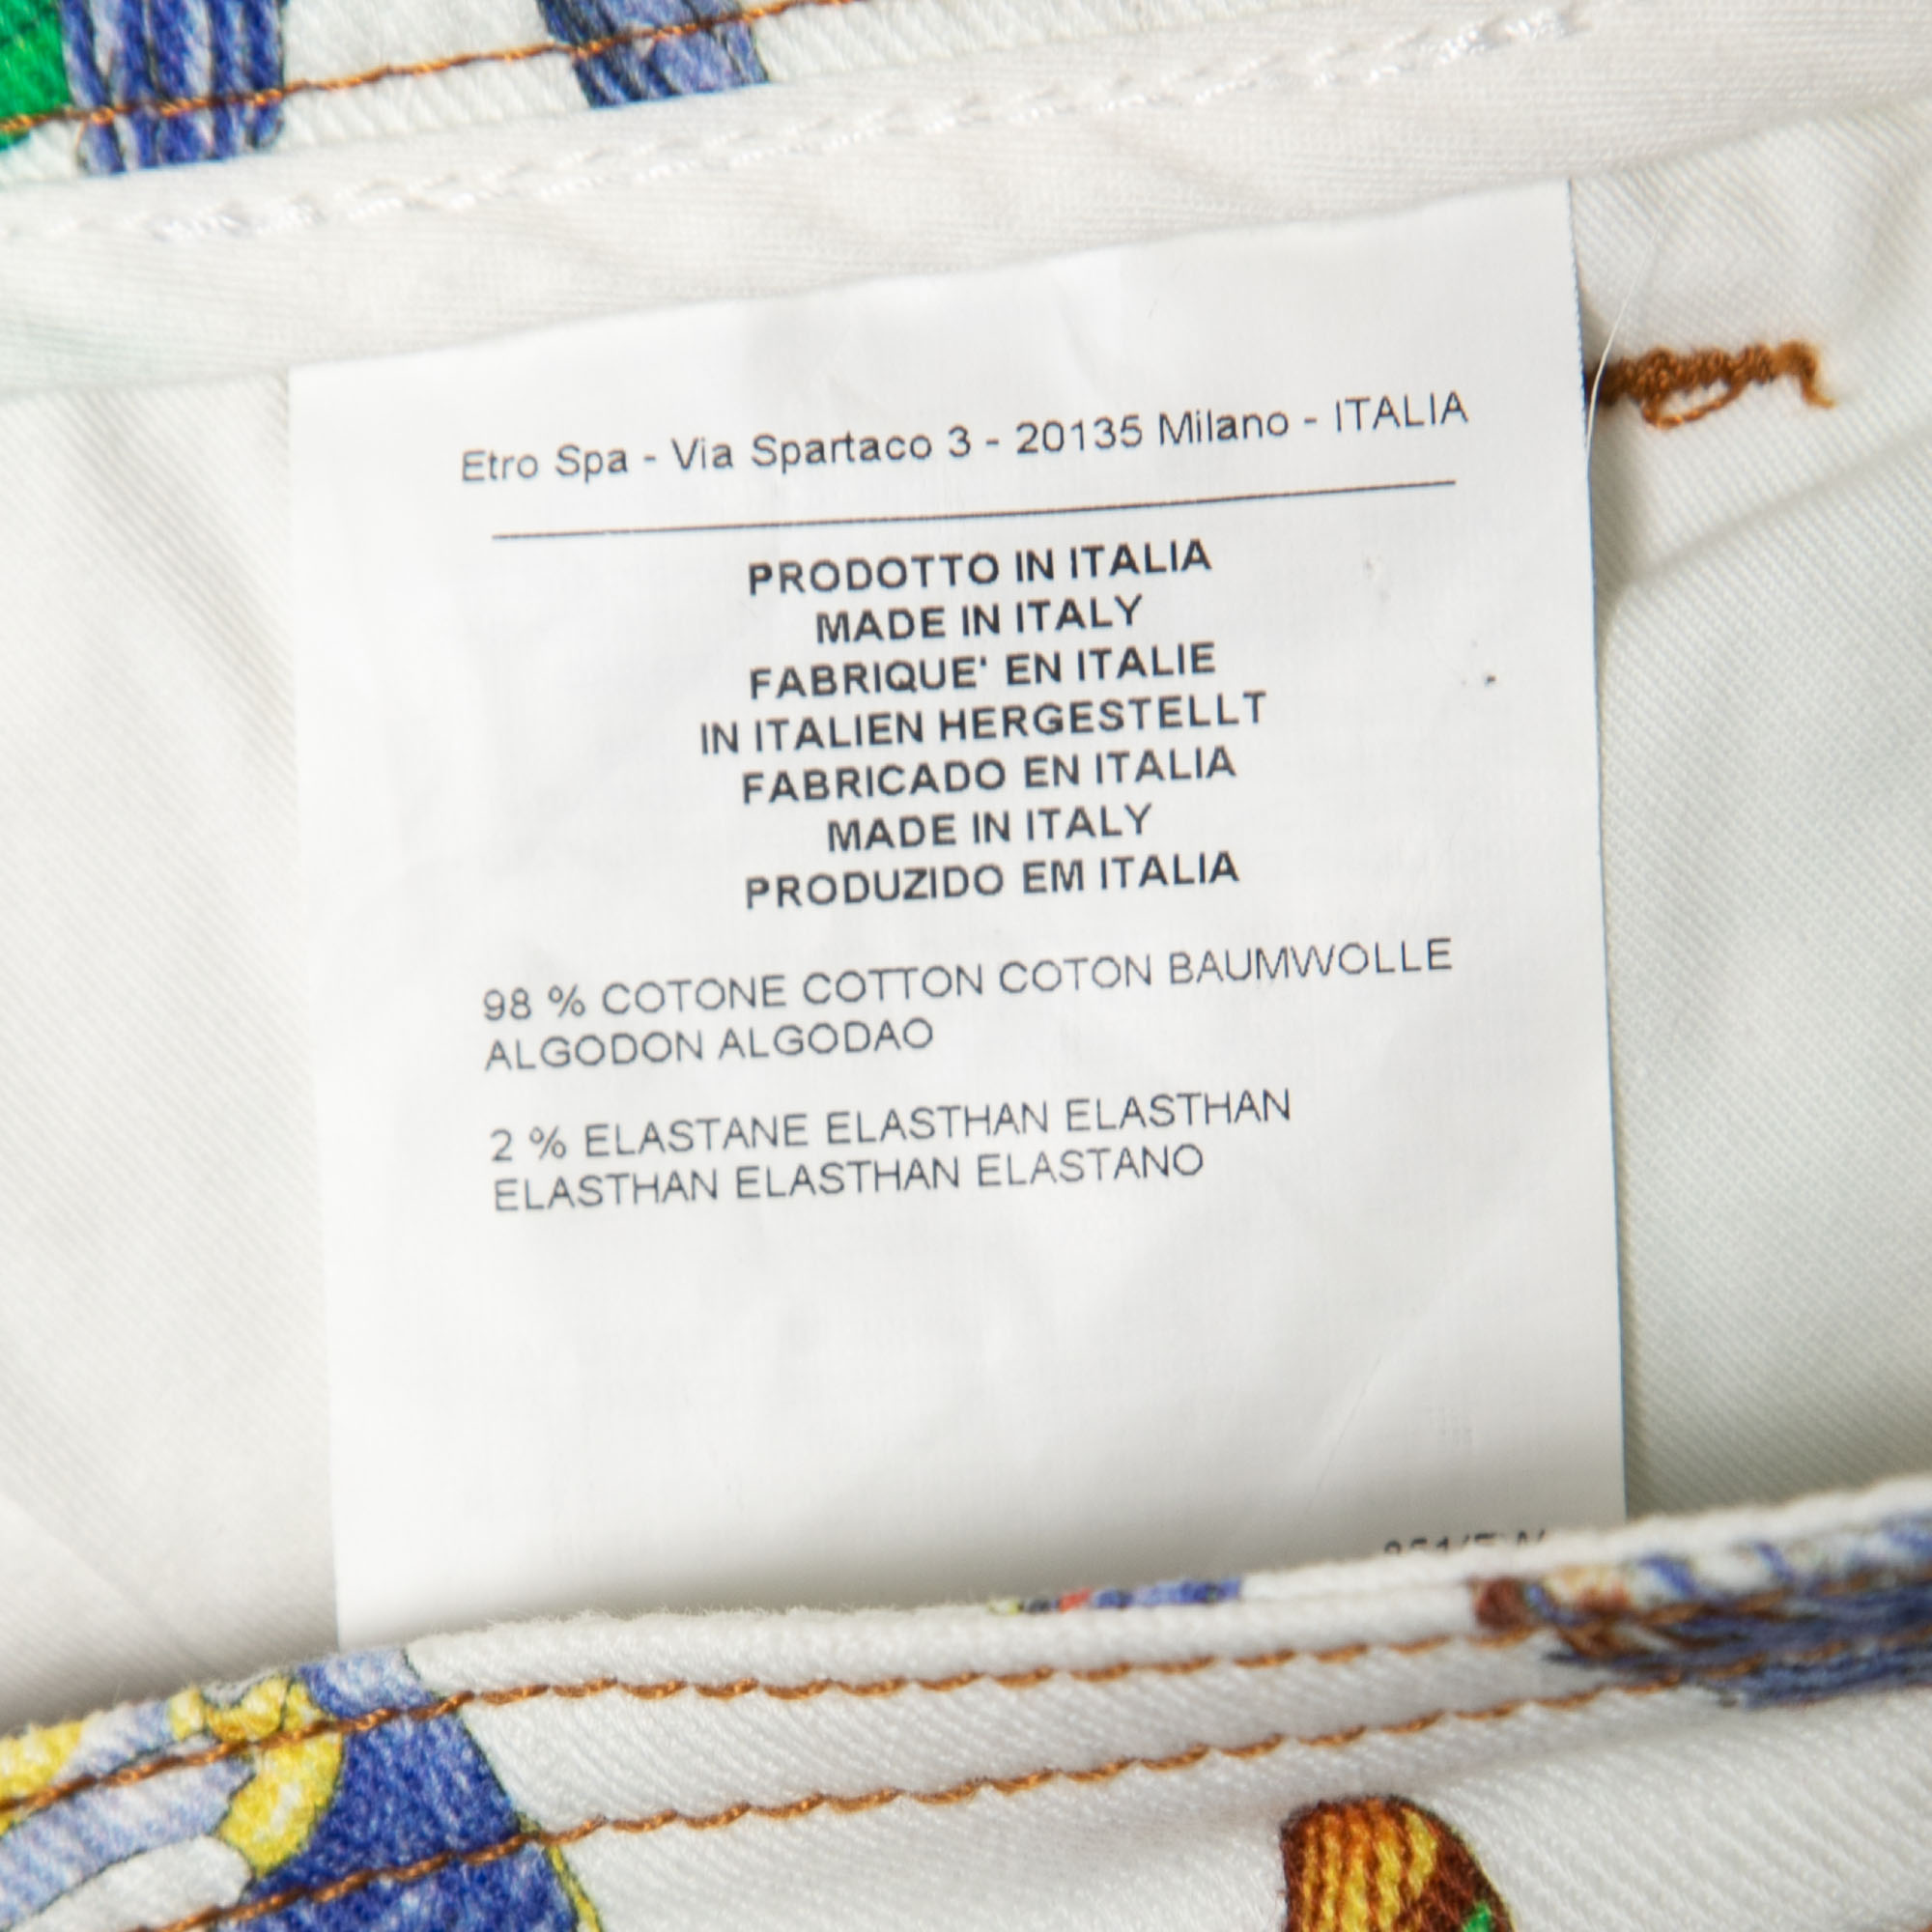 Etro Spa - Via Spartaco 3 - 20135 Milano - ITALIA
PRODOTTO IN ITALIA
MADE IN ITALY
FABRIQUE' EN ITALIE
IN ITALIEN HERGESTELLT
FABRICADO EN ITALIA
MADE IN ITALY
PRODUZIDO EM ITALIA
98 % COTONE COTTON COTON BAUMWOLLE
ALGODON ALGODAO
2 % ELASTANE ELASTHAN ELASTHAN
ELASTHAN ELASTHAN ELASTANO